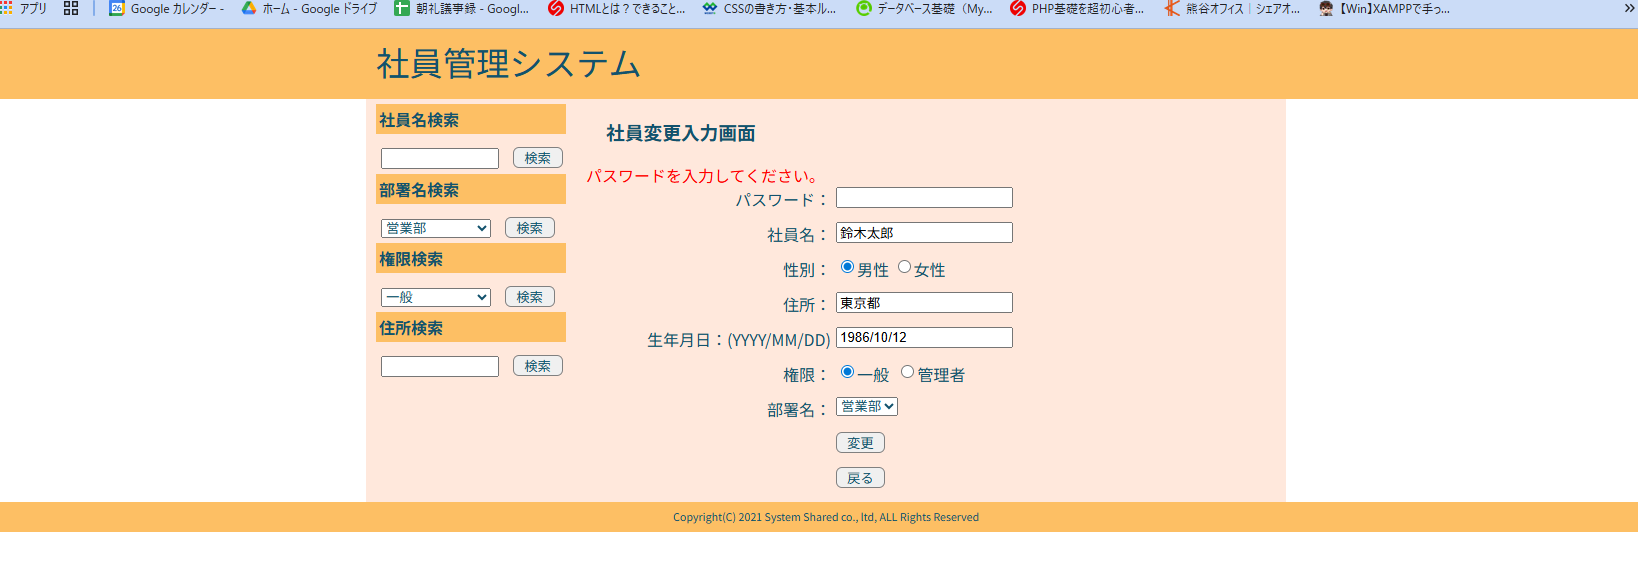 アプリ
Google カレンダー -
ホーム - Google ドライブ
朝礼議事録 - Googl...
HTMLとは？できること...
CSSの書き方・基本ル...
データベース基礎（My...
PHP基礎を超初心者...
熊谷オフィス｜シェアオ...
【Win】XAMPPで手っ...
社員管理システム
社員名検索
検索
部署名検索
営業部 検索
権限検索
一般 検索
住所検索
検索
社員変更入力画面
パスワードを入力してください。
パスワード：
社員名： 鈴木太郎
性別： 男性 女性
住所： 東京都
生年月日：(YYYY/MM/DD) 1986/10/12
権限： 一般 管理者
部署名： 営業部
変更
戻る
Copyright(C) 2021 System Shared co., ltd, ALL Rights Reserved